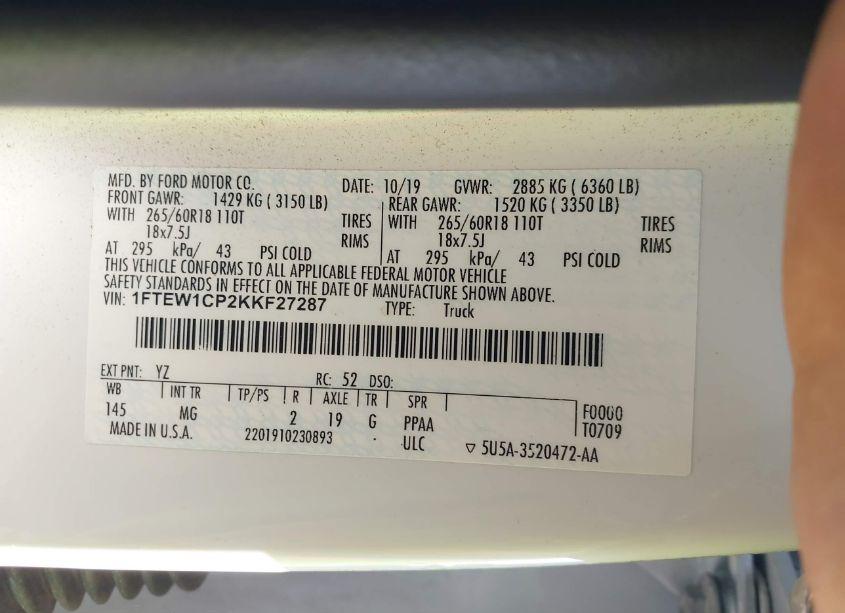 MFD. BY FORD MOTOR CO. DATE: 10/19 GVWR: 2885 KG ( 6360 LB)
FRONT GAWR: 1429 KG ( 3150 LB) REAR GAWR: 1520 KG ( 3350 LB)
WITH 265/60R18 110T TIRES WITH 265/60R18 110T TIRES
18x7.5J RIMS 18x7.5J RIMS
AT 295 kPa/ 43 PSI COLD AT 295 kPa/ 43 PSI COLD
THIS VEHICLE CONFORMS TO ALL APPLICABLE FEDERAL MOTOR VEHICLE
SAFETY STANDARDS IN EFFECT ON THE DATE OF MANUFACTURE SHOWN ABOVE.
VIN: 1FTEW1CP2KKF27287 TYPE: Truck
EXT PNT: YZ RC: 52 DSO:
WB INT TR TP/PS R AXLE TR SPR F0000
145 MG 2 19 G PPAA T0709
MADE IN U.S.A. 2201910230893 ULC ▽ 5U5A-3520472-AA